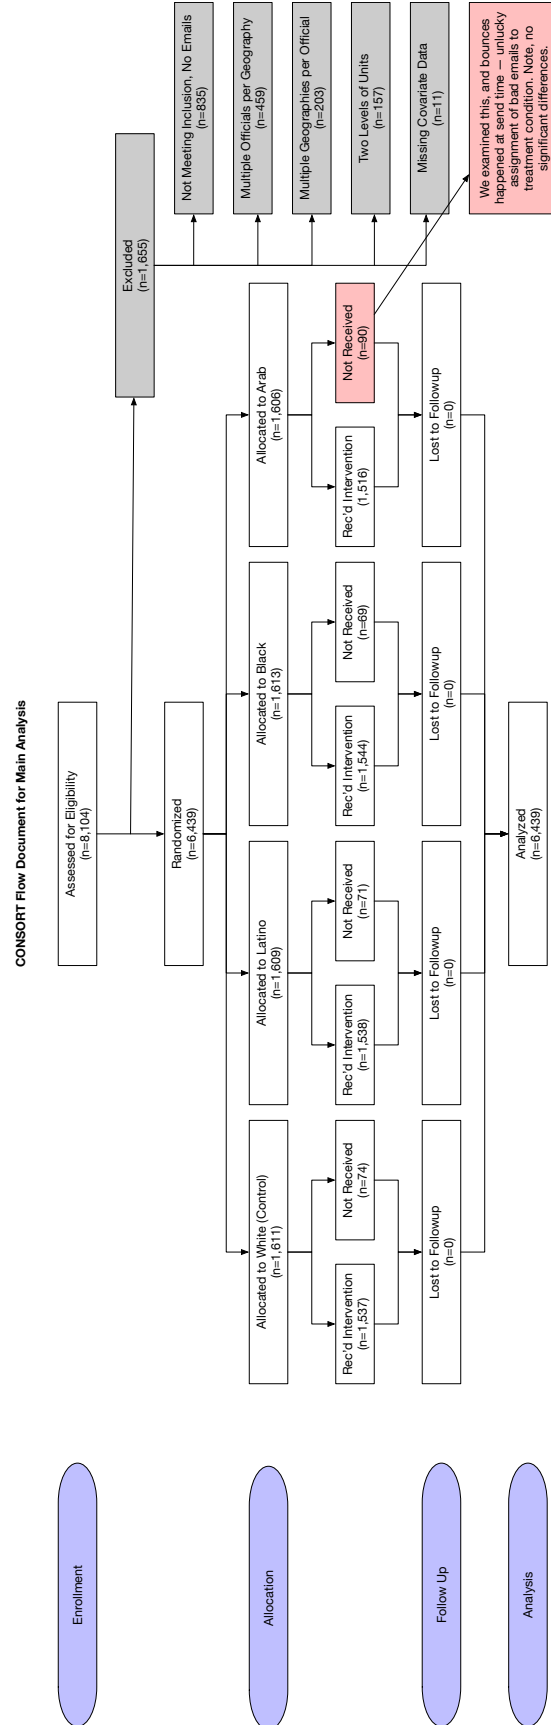 CONSORT Flow Document for Main Analysis
Enrollment
Assessed for Eligibility
(n=8,104)
Excluded
(n=1,655)
Not Meeting Inclusion, No Emails
(n=835)
Multiple Officials per Geography
(n=459)
Multiple Geographies per Official
(n=203)
Two Levels of Units
(n=157)
Missing Covariate Data
(n=11)
Randomized
(n=6,439)
Allocation
Allocated to White (Control)
(n=1,611)
Allocated to Latino
(n=1,609)
Allocated to Black
(n=1,613)
Allocated to Arab
(n=1,606)
Rec'd Intervention
(n=1,537)
Not Received
(n=74)
Rec'd Intervention
(n=1,538)
Not Received
(n=71)
Rec'd Intervention
(n=1,544)
Not Received
(n=69)
Rec'd Intervention
(1,516)
Not Received
(n=90)
We examined this, and bounces
happened at send time — unlucky
assignment of bad emails to
treatment condition. Note, no
significant differences.
Follow Up
Lost to Followup
(n=0)
Lost to Followup
(n=0)
Lost to Followup
(n=0)
Lost to Followup
(n=0)
Analysis
Analyzed
(n=6,439)